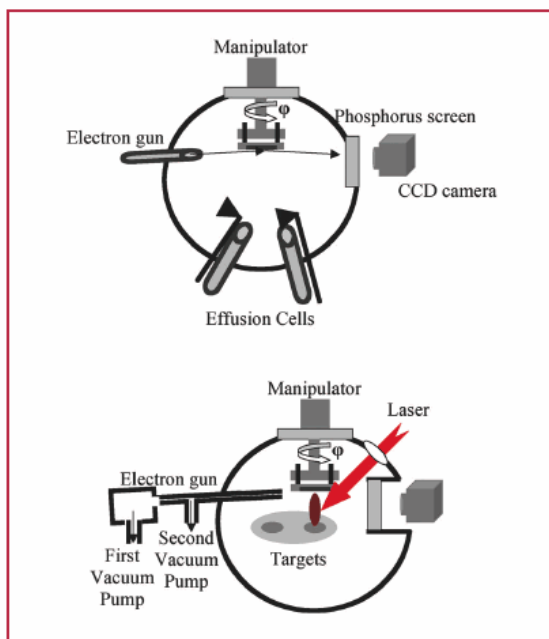 Manipulator
φ
Phosphorus screen
Electron gun
CCD camera
Effusion Cells
Manipulator
Laser
φ
Electron gun
First
Vacuum
Pump
Second
Vacuum
Pump
Targets